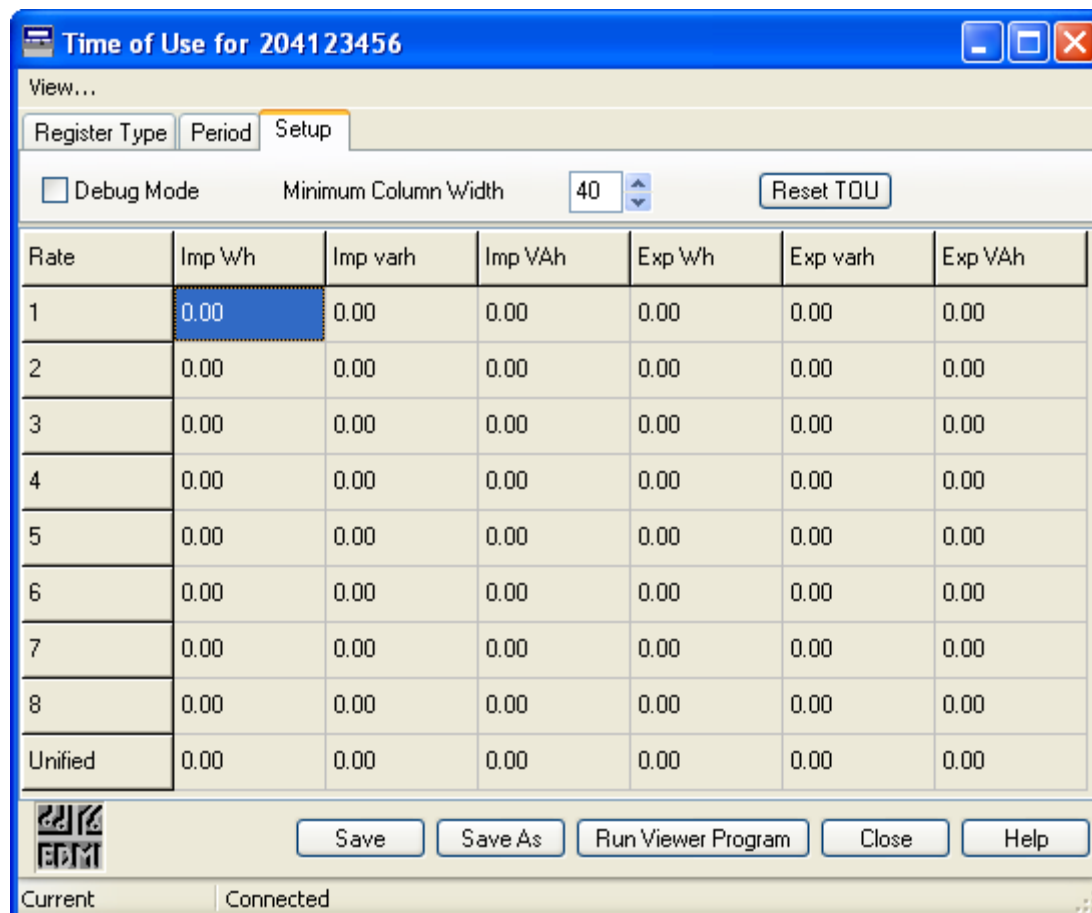 Time of Use for 204123456
View...
Register Type Period Setup
Debug Mode Minimum Column Width 40 Reset TOU
Rate Imp Wh Imp varh Imp VAh Exp Wh Exp varh Exp VAh
1 0.00 0.00 0.00 0.00 0.00 0.00
2 0.00 0.00 0.00 0.00 0.00 0.00
3 0.00 0.00 0.00 0.00 0.00 0.00
4 0.00 0.00 0.00 0.00 0.00 0.00
5 0.00 0.00 0.00 0.00 0.00 0.00
6 0.00 0.00 0.00 0.00 0.00 0.00
7 0.00 0.00 0.00 0.00 0.00 0.00
8 0.00 0.00 0.00 0.00 0.00 0.00
Unified 0.00 0.00 0.00 0.00 0.00 0.00
EDMI Save Save As Run Viewer Program Close Help
Current Connected